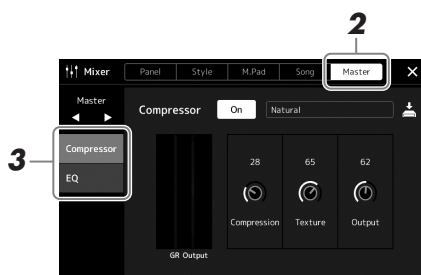 2
Mixer Panel Style M.Pad Song Master
Master
Compressor On Natural
3
Compressor
EQ
28 65 62
Compression Texture Output
GR Output